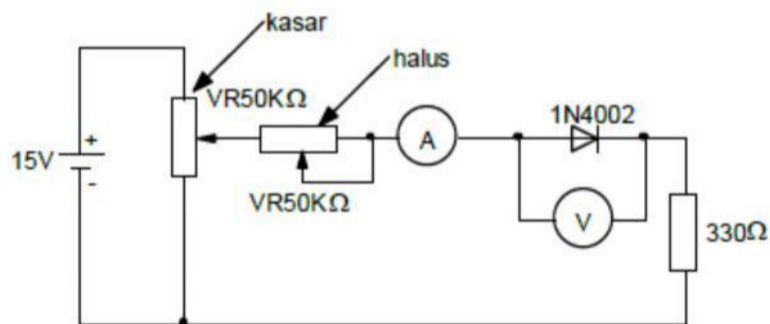 kasar
halus
VR50KΩ
1N4002
+
A
15V
-
VR50KΩ
V
330Ω